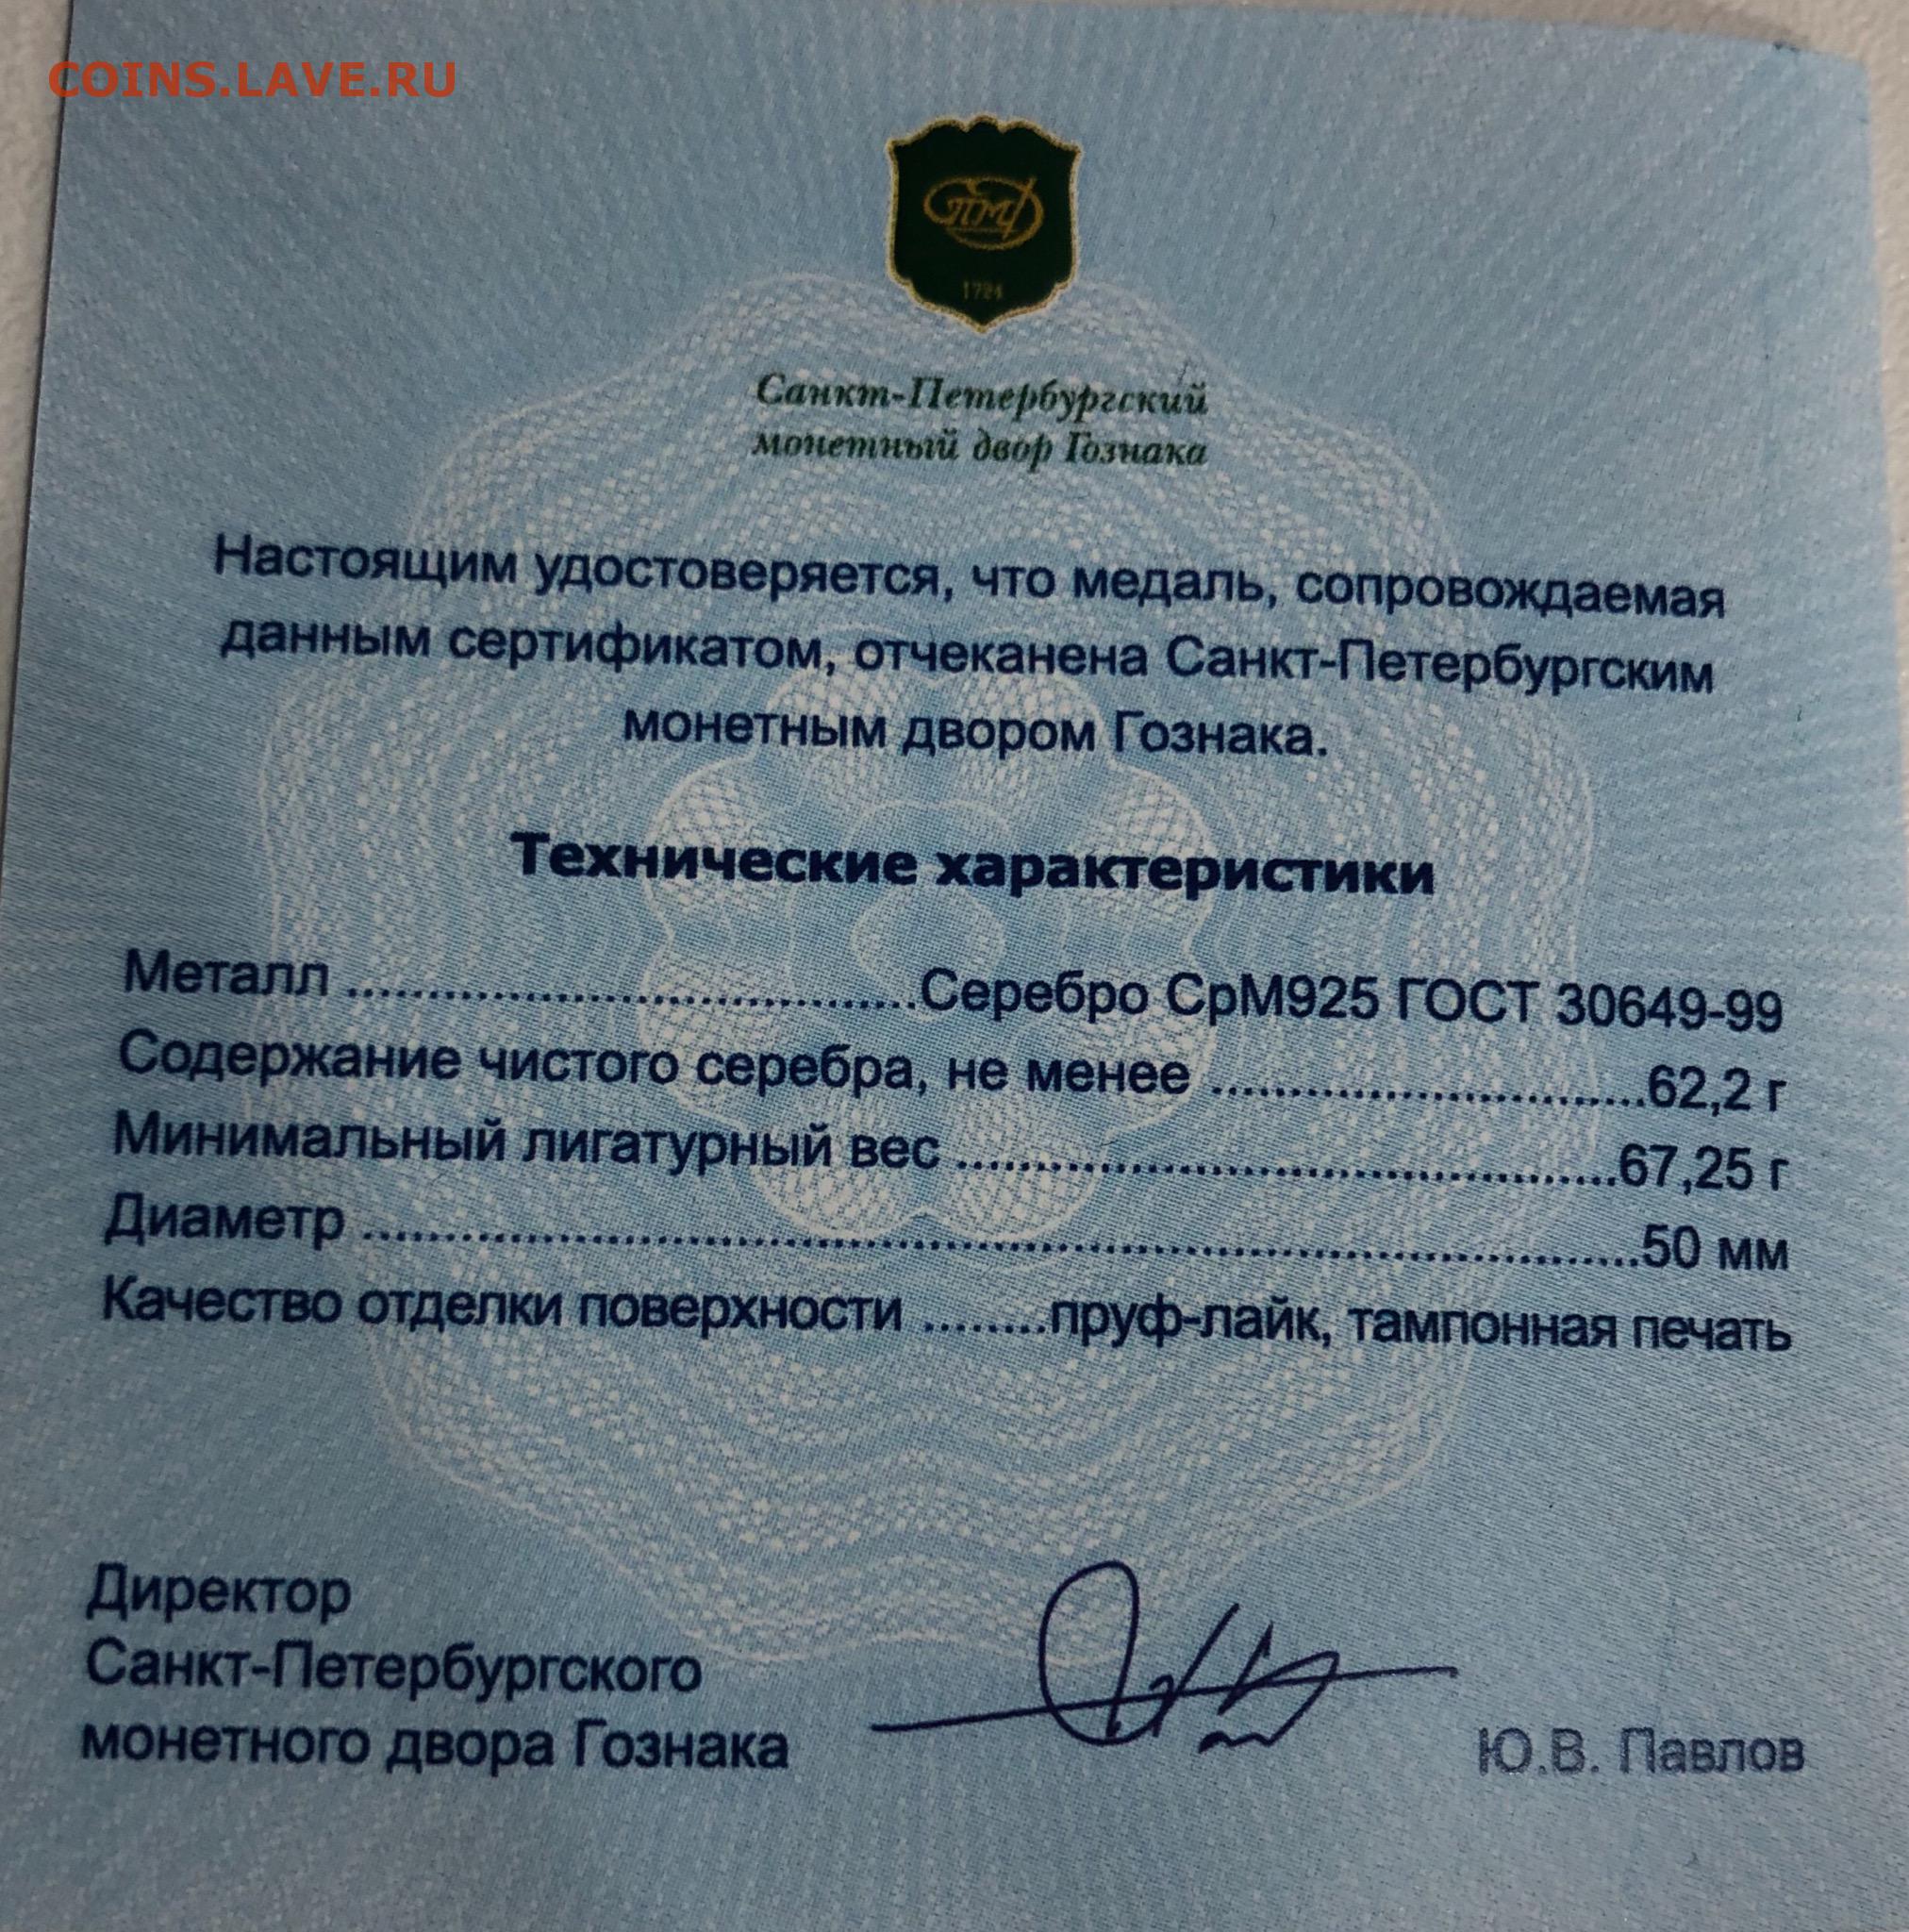 COINS.LAVE.RU
СПМД
1724
Санкт-Петербургский
монетный двор Гознака
Настоящим удостоверяется, что медаль, сопровождаемая
данным сертификатом, отчеканена Санкт-Петербургским
монетным двором Гознака.
Технические характеристики
Металл ....................................Серебро СрМ925 ГОСТ 30649-99
Содержание чистого серебра, не менее ...........................62,2 г
Минимальный лигатурный вес ..........................................67,25 г
Диаметр ................................................................................50 мм
Качество отделки поверхности ........пруф-лайк, тампонная печать
Директор
Санкт-Петербургского
монетного двора Гознака
Ю.В. Павлов